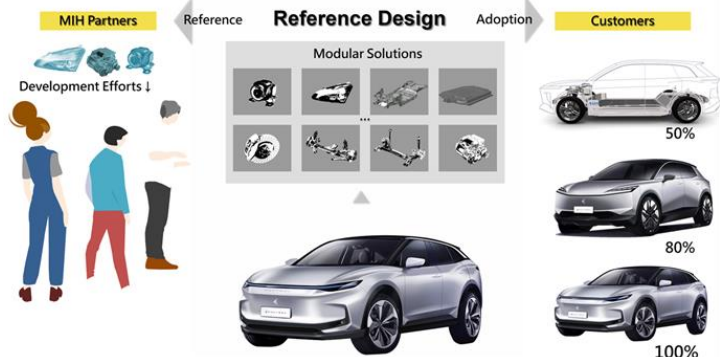 MIH Partners
Reference
Reference Design
Adoption
Customers
Modular Solutions
Development Efforts ↓
...
50%
80%
100%